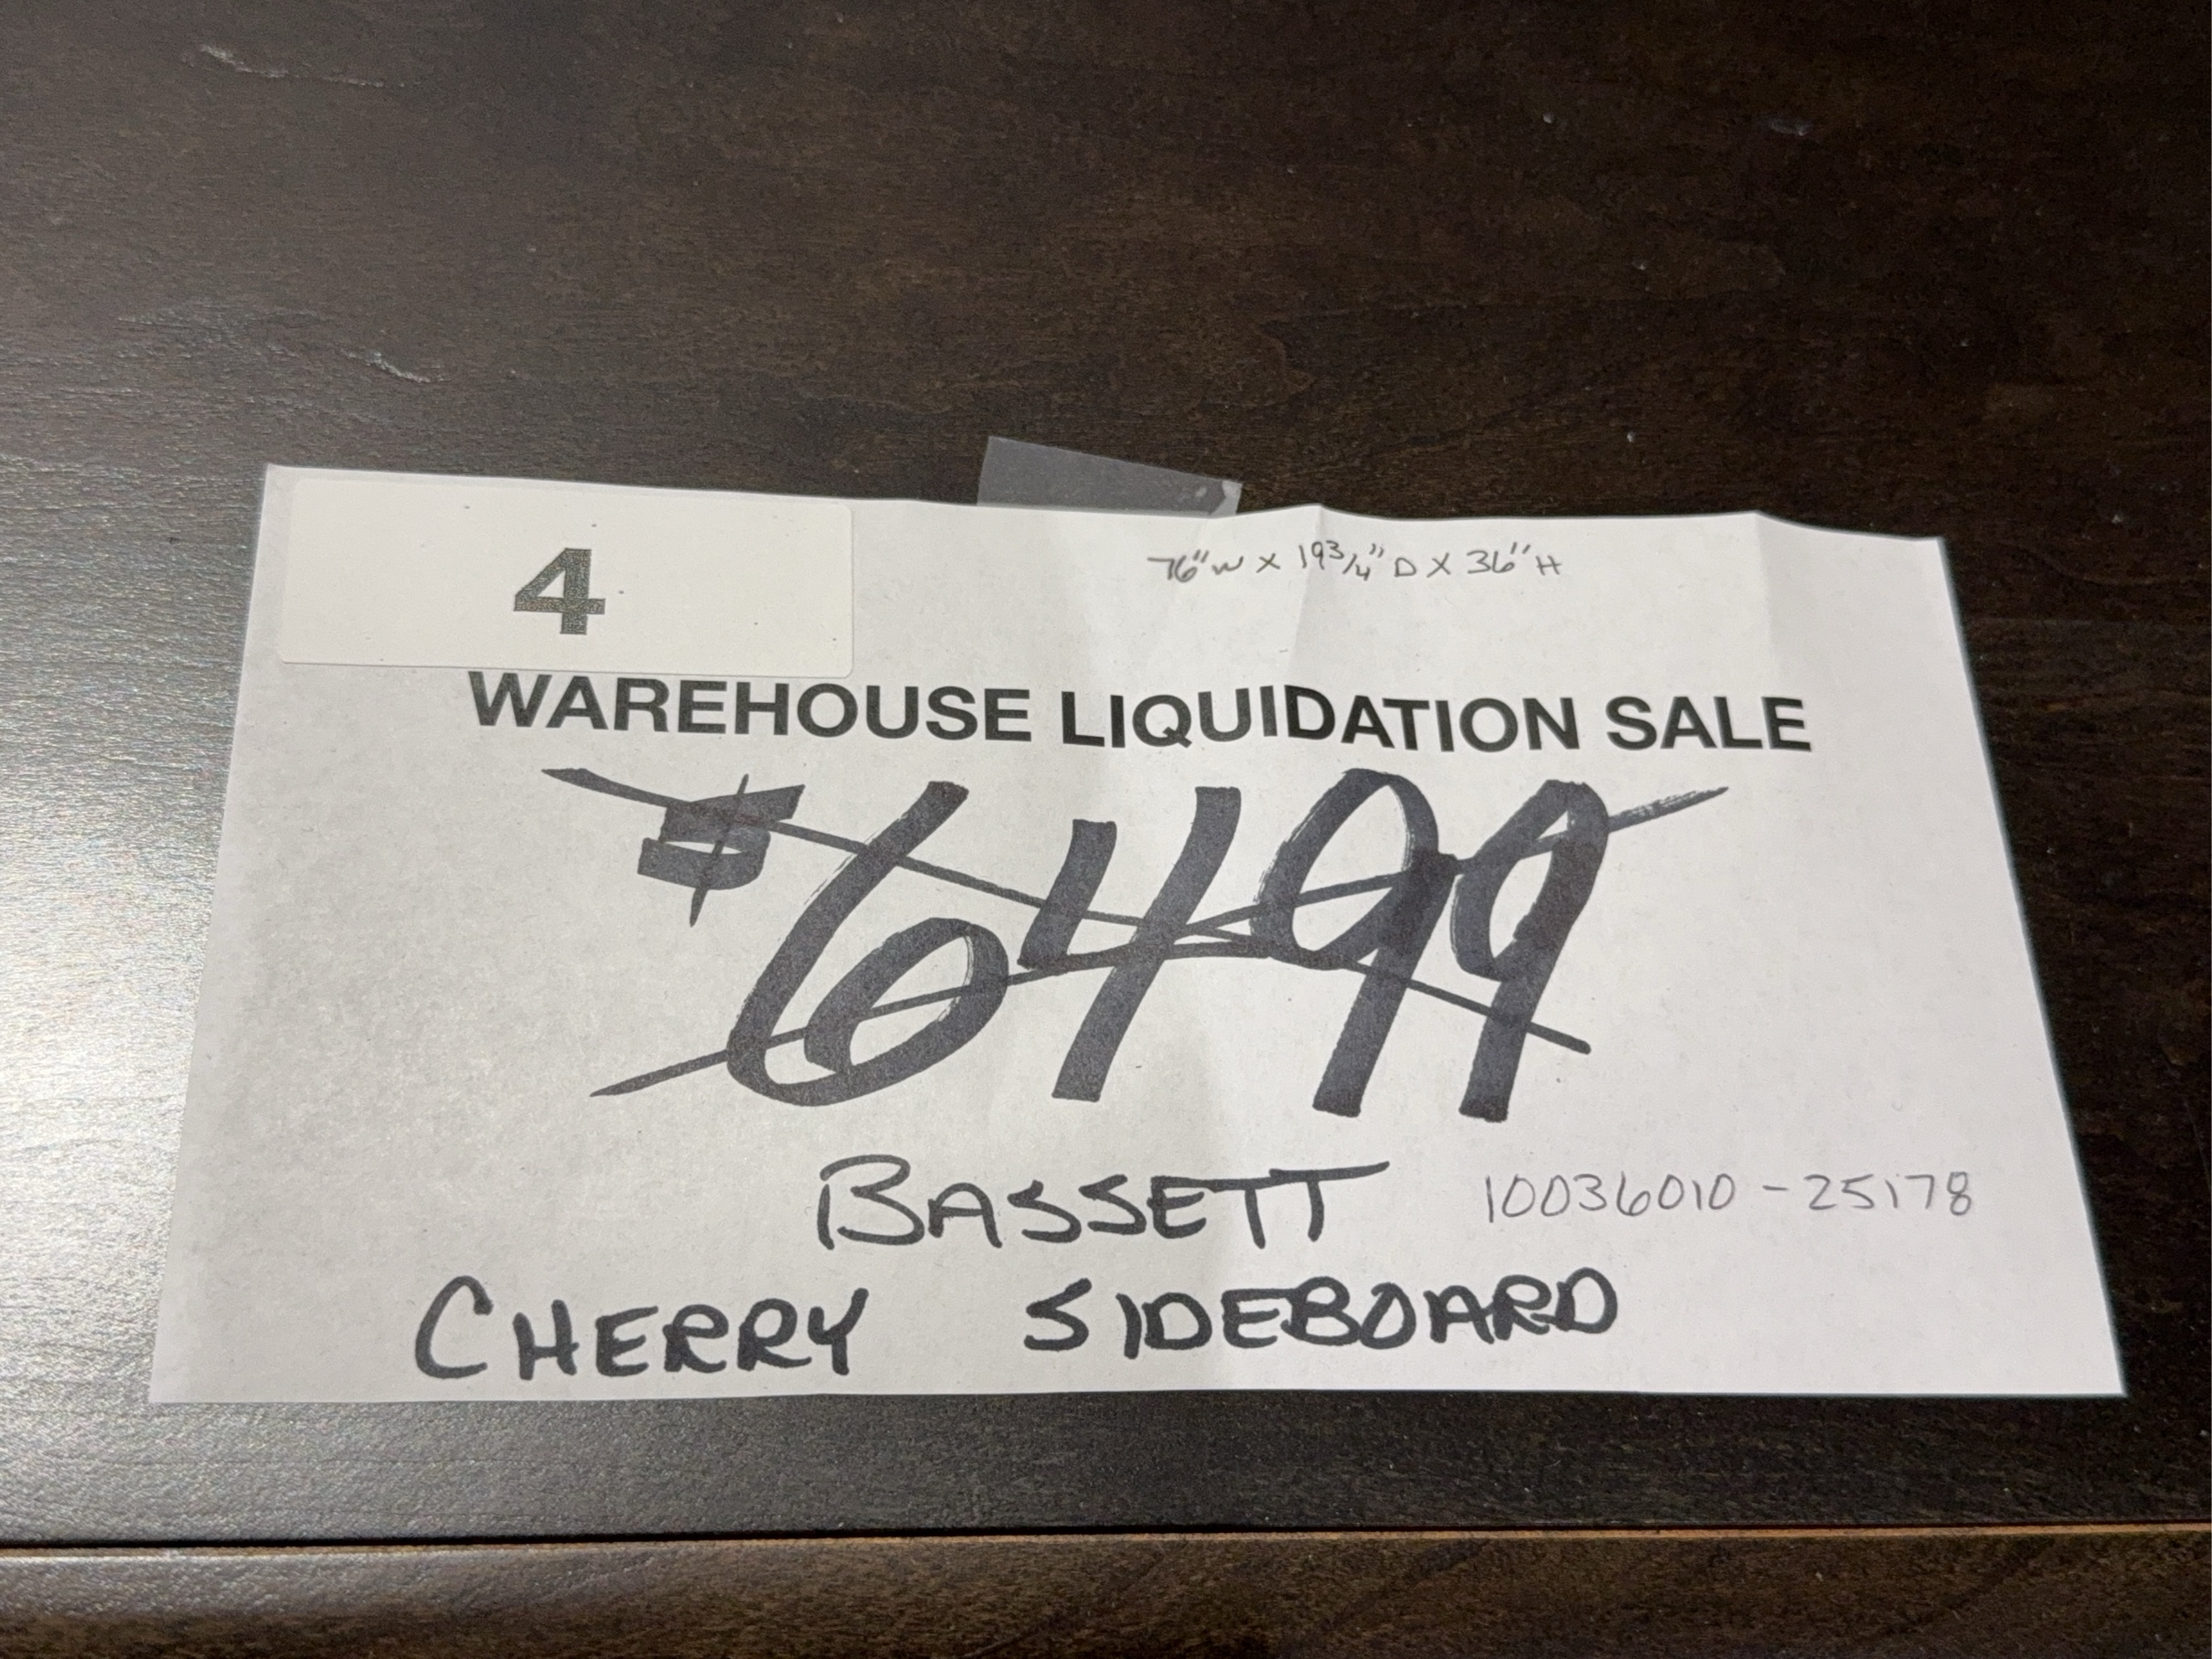 4
76"W X 19 3/4" D X 36" H
WAREHOUSE LIQUIDATION SALE
$6499
BASSETT 10036010-25178
CHERRY SIDEBOARD